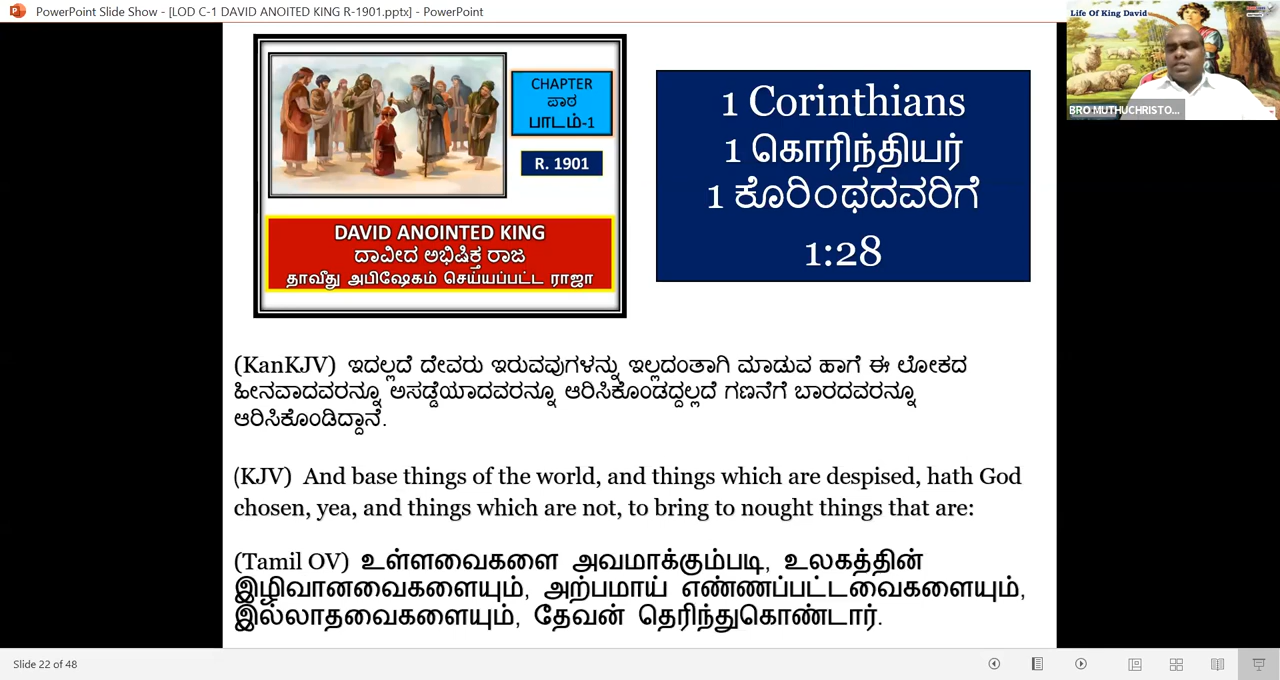 PowerPoint Slide Show - [LOD C-1 DAVID ANOITED KING R-1901.pptx] - PowerPoint
Life Of King David
BRO MUTHUCHRISTO...
CHAPTER
ಪಾಠ
பாடம்-1
R. 1901
DAVID ANOINTED KING
ದಾವೀದ ಅಭಿಷಿಕ್ತ ರಾಜ
தாவீது அபிஷேகம் செய்யப்பட்ட ராஜா
1 Corinthians
1 கொரிந்தியர்
1 ಕೊರಿಂಥದವರಿಗೆ
1:28
(KanKJV) ಇದಲ್ಲದೆ ದೇವರು ಇರುವವುಗಳನ್ನು ಇಲ್ಲದಂತಾಗಿ ಮಾಡುವ ಹಾಗೆ ಈ ಲೋಕದ
ಹೀನವಾದವರನ್ನೂ ಅಸಡ್ಡೆಯಾದವರನ್ನೂ ಆರಿಸಿಕೊಂಡದ್ದಲ್ಲದೆ ಗಣನೆಗೆ ಬಾರದವರನ್ನೂ
ಆರಿಸಿಕೊಂಡಿದ್ದಾನೆ.
(KJV) And base things of the world, and things which are despised, hath God
chosen, yea, and things which are not, to bring to nought things that are:
(Tamil OV) உள்ளவைகளை அவமாக்கும்படி, உலகத்தின்
இழிவானவைகளையும், அற்பமாய் எண்ணப்பட்டவைகளையும்,
இல்லாதவைகளையும், தேவன் தெரிந்துகொண்டார்.
Slide 22 of 48